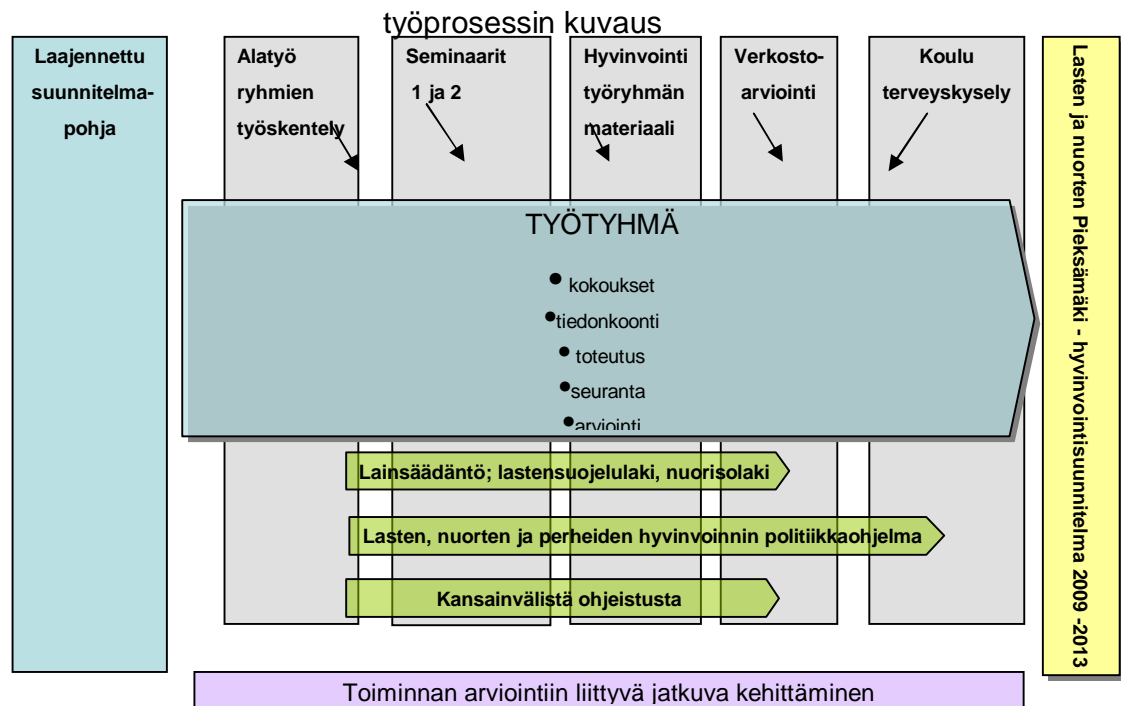 työprosessin kuvaus
Laajennettu
suunnitelma-
pohja
Alatyö
ryhmien
työskentely
Seminaarit
1 ja 2
Hyvinvointi
työryhmän
materiaali
Verkosto-
arviointi
Koulu
terveyskysely
TYÖTYHMÄ
• kokoukset
•tiedonkoonti
• toteutus
•seuranta
•arviointi
Lainsäädäntö; lastensuojelulaki, nuorisolaki
Lasten, nuorten ja perheiden hyvinvoinnin politiikkaohjelma
Kansainvälistä ohjeistusta
Lasten ja nuorten Pieksämäki - hyvinvointisuunnitelma 2009 -2013
Toiminnan arviointiin liittyvä jatkuva kehittäminen